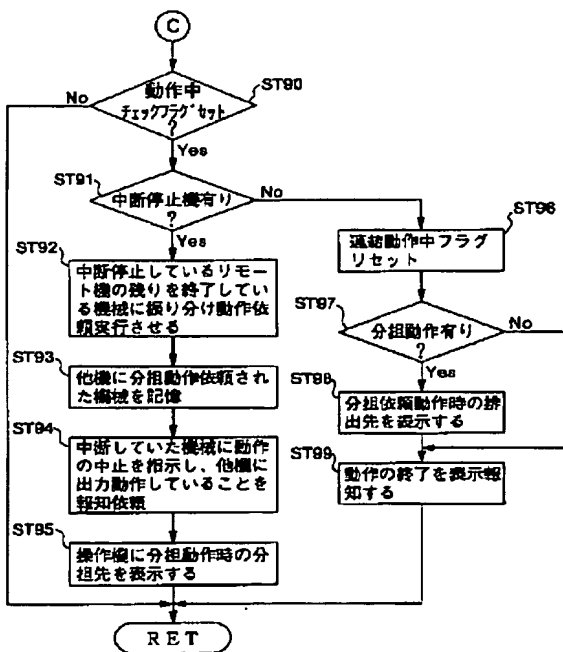 C
ST90
動作中
チェックフラグセット
?
No
Yes
ST91
中断停止機有り
?
No
Yes
ST92
中断停止しているリモー
ト機の残りを終了してい
る機械に振り分け動作依
頼実行させる
ST93
他機に分担動作依頼され
た機械を記憶
ST94
中断していた機械に動作
の中止を指示し、他機に
出力動作していることを
報知依頼
ST95
操作機に分担動作時の分
担先を表示する
ST96
連結動作中フラグ
リセット
ST97
分担動作有り
?
No
Yes
ST98
分担依頼動作時の排
出先を表示する
ST99
動作の終了を表示報
知する
RET